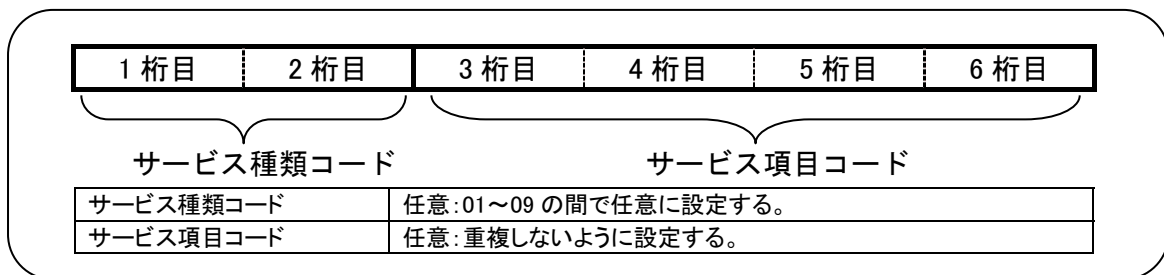 1 桁目 2 桁目 3 桁目 4 桁目 5 桁目 6 桁目
サービス種類コード サービス項目コード
サービス種類コード 任意:01~09 の間で任意に設定する。
サービス項目コード 任意:重複しないように設定する。